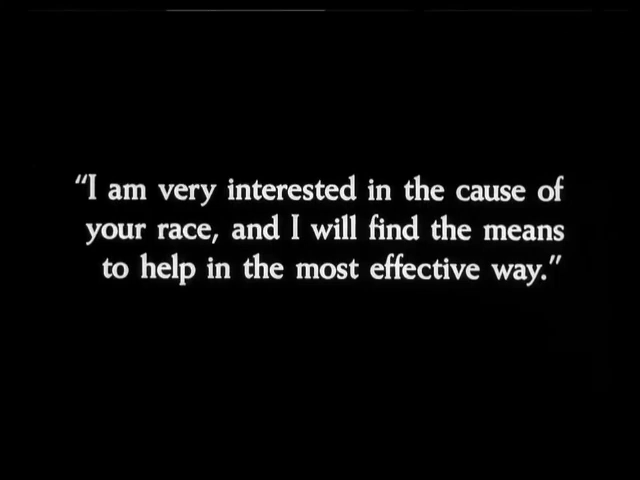 “I am very interested in the cause of
your race, and I will find the means
to help in the most effective way.”